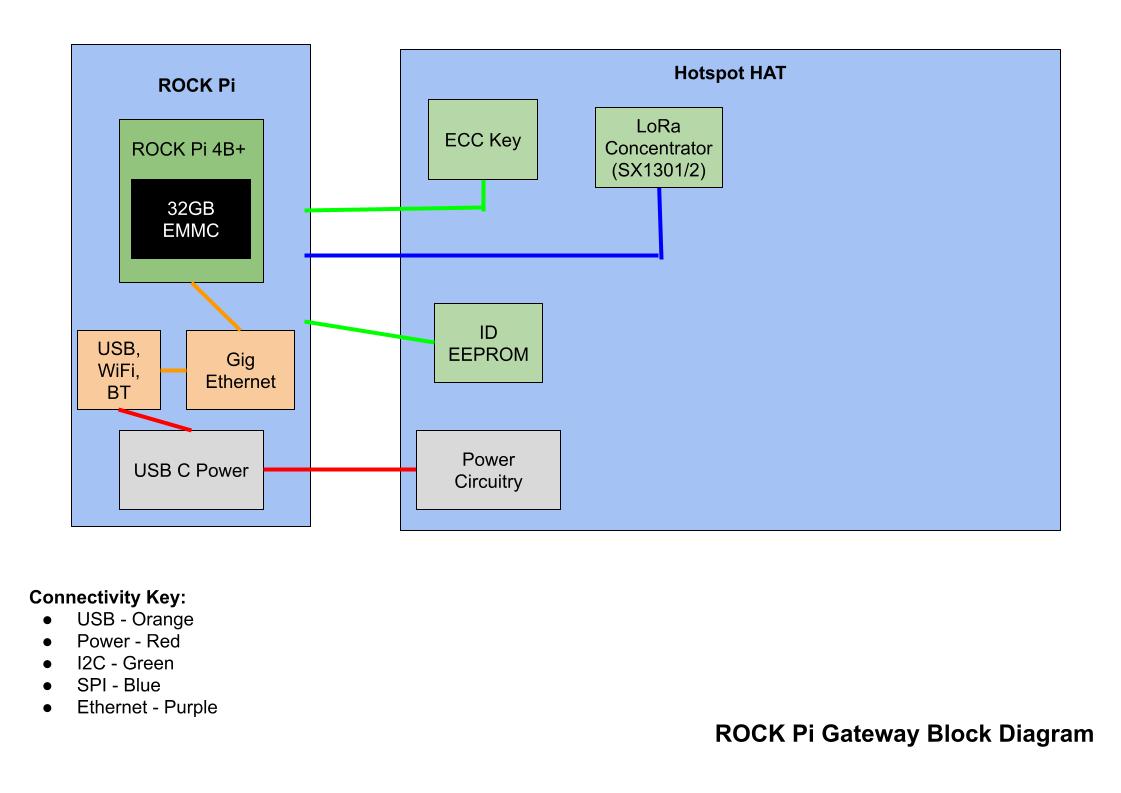 ROCK Pi
ROCK Pi 4B+
32GB
EMMC
USB,
WiFi,
BT
Gig
Ethernet
USB C Power
Hotspot HAT
ECC Key
LoRa
Concentrator
(SX1301/2)
ID
EEPROM
Power
Circuitry
Connectivity Key:
● USB - Orange
● Power - Red
● I2C - Green
● SPI - Blue
● Ethernet - Purple
ROCK Pi Gateway Block Diagram